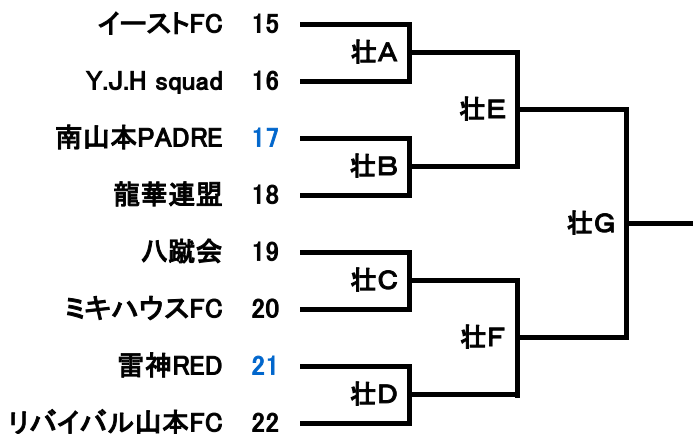 イーストFC 15
壮A
Y.J.H squad 16
壮E
南山本PADRE 17
壮B
龍華連盟 18
壮G
八蹴会 19
壮C
ミキハウスFC 20
壮F
雷神RED 21
壮D
リバイバル山本FC 22